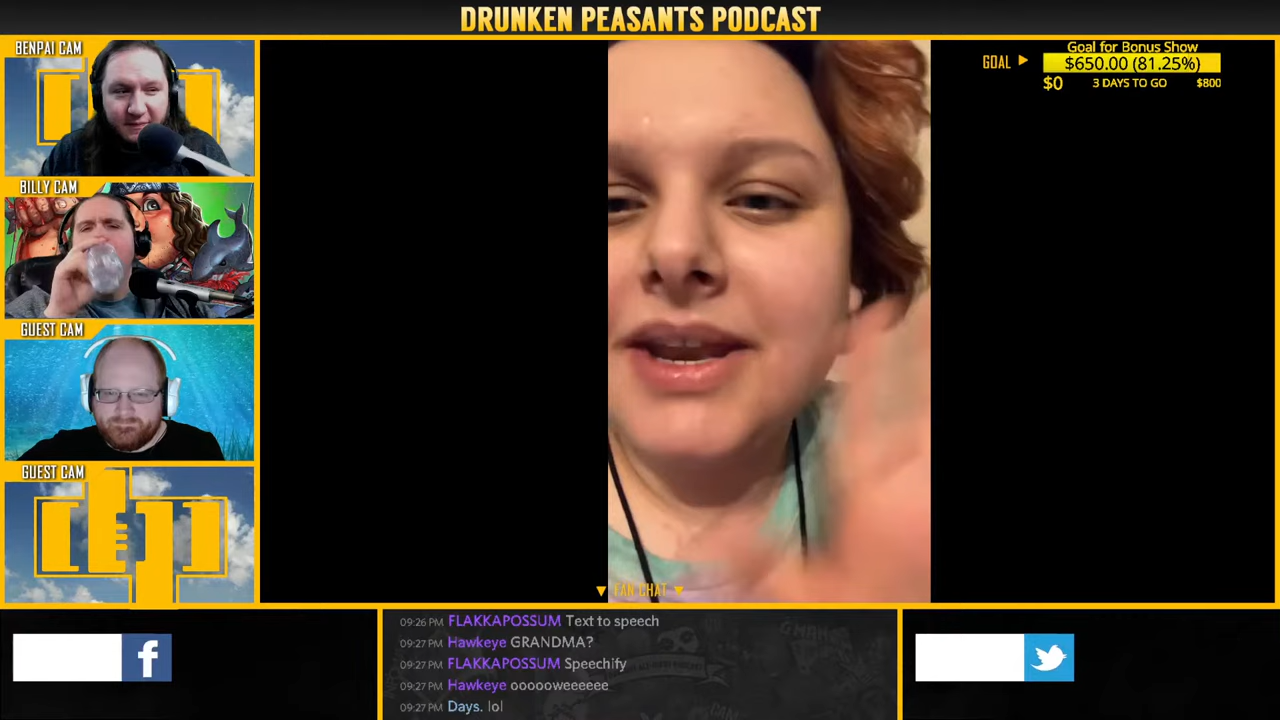 DRUNKEN PEASANTS PODCAST
BENPAI CAM
BILLY CAM
GUEST CAM
GUEST CAM
GOAL
Goal for Bonus Show
$650.00 (81.25%)
$0 3 DAYS TO GO $800
FAN CHAT
09:26 PM FLAKKAPOSSUM Text to speech
09:27 PM Hawkeye GRANDMA?
09:27 PM FLAKKAPOSSUM Speechify
09:27 PM Hawkeye oooooweeeeee
09:27 PM Days. lol
f